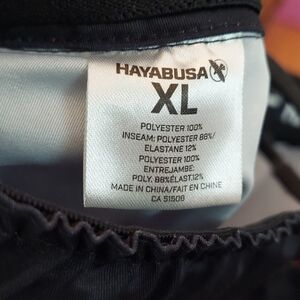 HAYABUSA
XL
POLYESTER 100%
INSEAM: POLYESTER 88%/
ELASTANE 12%
POLYESTER 100%
ENTREJAMBE:
POLY. 88%ÉLAST.12%
MADE IN CHINA/FAIT EN CHINE
CA 51509